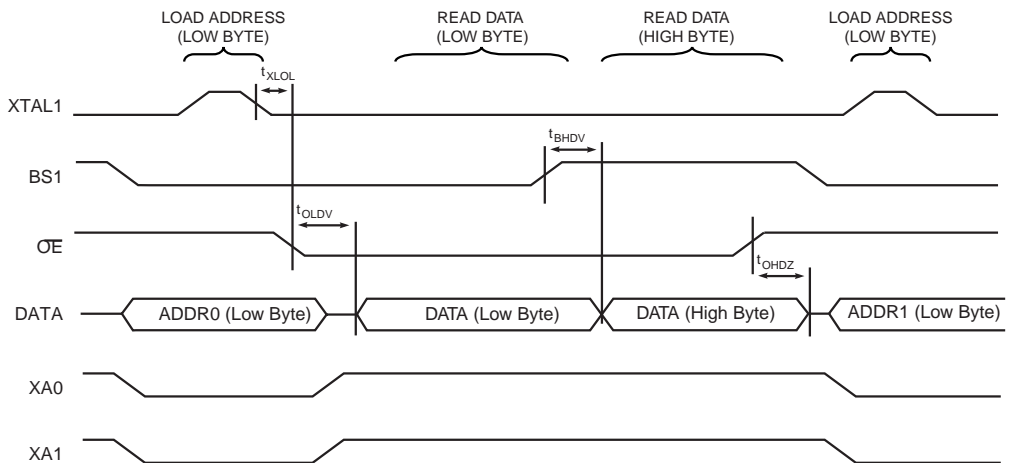 LOAD ADDRESS
(LOW BYTE)
READ DATA
(LOW BYTE)
READ DATA
(HIGH BYTE)
LOAD ADDRESS
(LOW BYTE)
tXLOL
XTAL1
tBHDV
BS1
tOLDV
OE
tOHDZ
DATA
ADDR0 (Low Byte)
DATA (Low Byte)
DATA (High Byte)
ADDR1 (Low Byte)
XA0
XA1